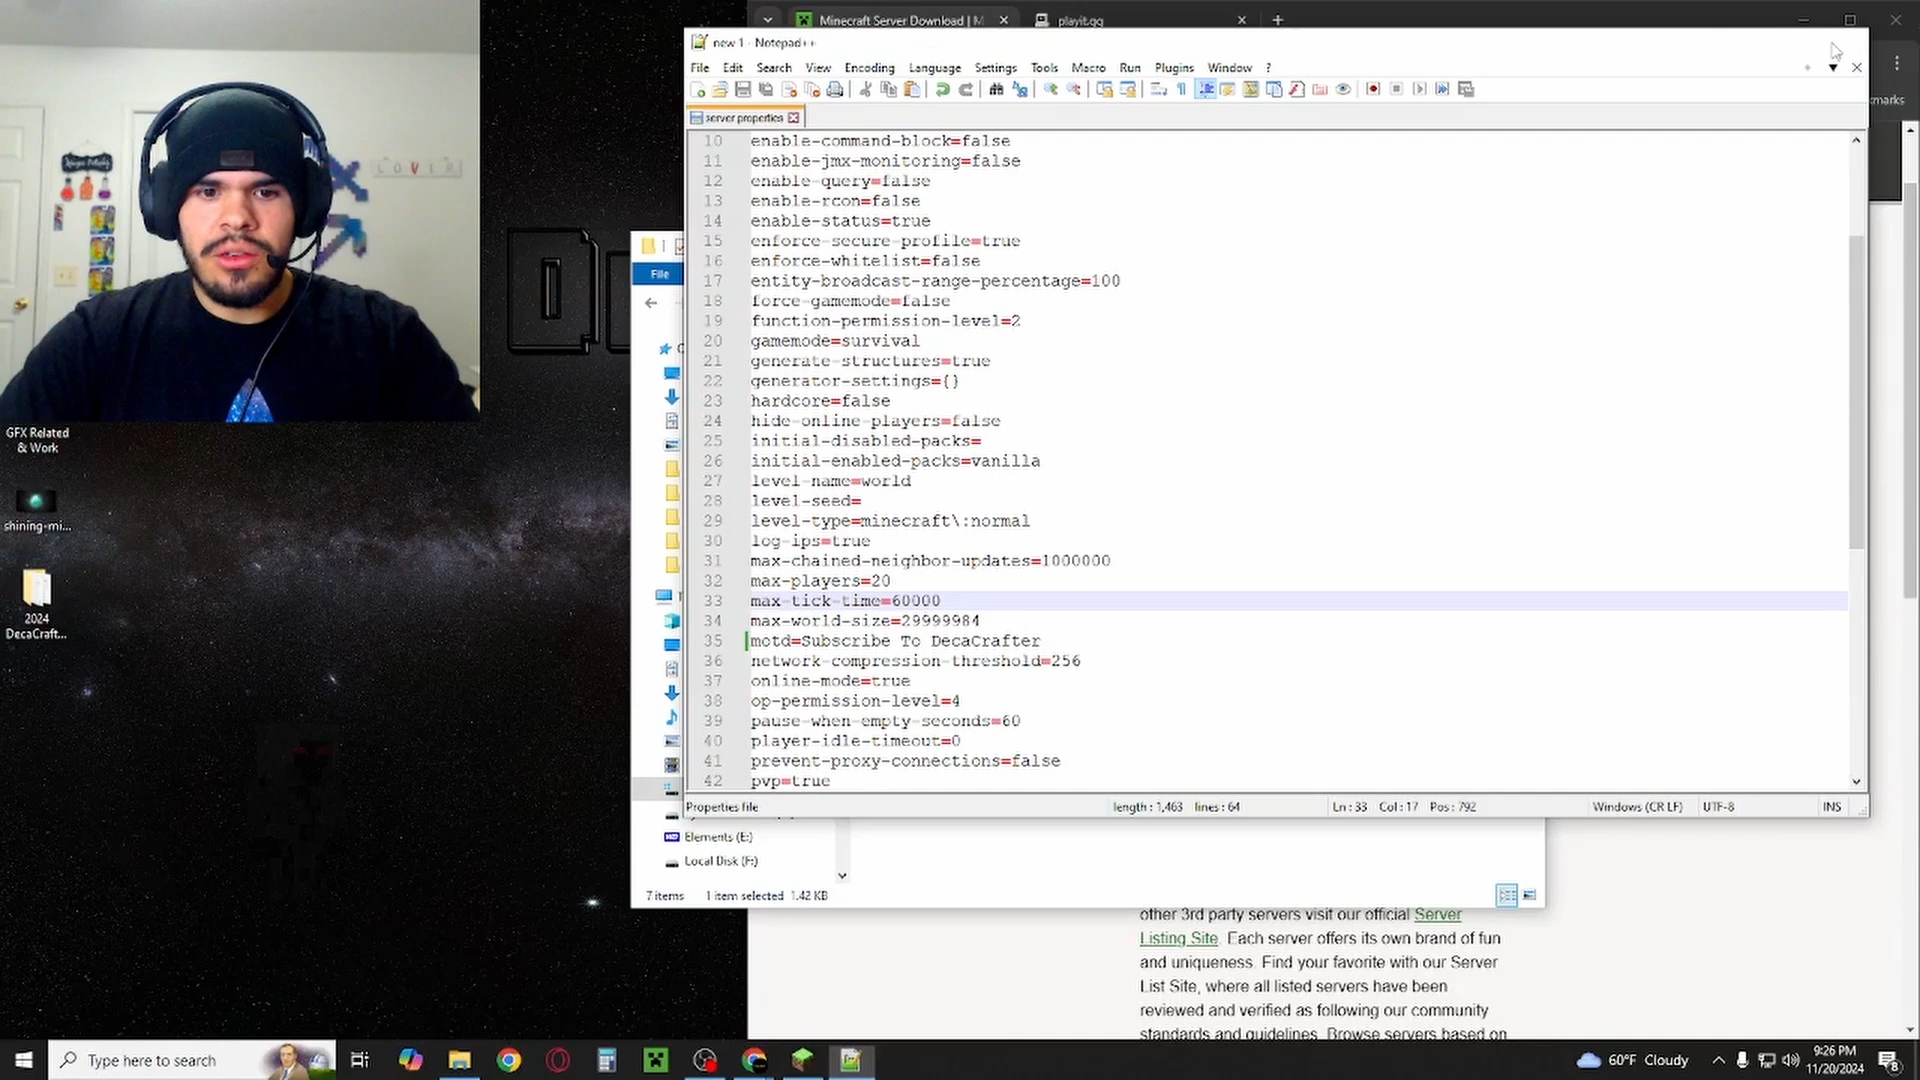 Minecraft Server Download | M
playit.gg
new 1 - Notepad++
File Edit Search View Encoding Language Settings Tools Macro Run Plugins Window ?
server.properties
10 enable-command-block=false
11 enable-jmx-monitoring=false
12 enable-query=false
13 enable-rcon=false
14 enable-status=true
15 enforce-secure-profile=true
16 enforce-whitelist=false
17 entity-broadcast-range-percentage=100
18 force-gamemode=false
19 function-permission-level=2
20 gamemode=survival
21 generate-structures=true
22 generator-settings={}
23 hardcore=false
24 hide-online-players=false
25 initial-disabled-packs=
26 initial-enabled-packs=vanilla
27 level-name=world
28 level-seed=
29 level-type=minecraft\:normal
30 log-ips=true
31 max-chained-neighbor-updates=1000000
32 max-players=20
33 max-tick-time=60000
34 max-world-size=29999984
35 motd=Subscribe To DecaCrafter
36 network-compression-threshold=256
37 online-mode=true
38 op-permission-level=4
39 pause-when-empty-seconds=60
40 player-idle-timeout=0
41 prevent-proxy-connections=false
42 pvp=true
Properties file length : 1,463 lines : 64 Ln : 33 Col : 17 Pos : 792 Windows (CR LF) UTF-8 INS
File
LOVER
GFX Related
& Work
shining-mi...
2024
DecaCraft...
Elements (E:)
Local Disk (F:)
7 items 1 item selected 1.42 KB
other 3rd party servers visit our official Server
Listing Site. Each server offers its own brand of fun
and uniqueness. Find your favorite with our Server
List Site, where all listed servers have been
reviewed and verified as following our community
standards and guidelines. Browse servers based on
Type here to search
60°F Cloudy
9:26 PM
11/20/2024
8